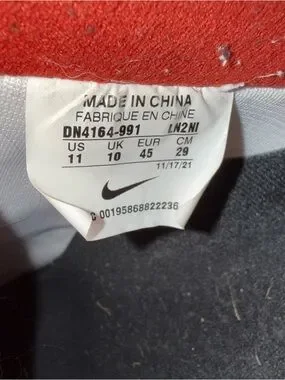 MADE IN CHINA
FABRIQUE EN CHINE
DN4164-991 LN2NI
US UK EUR CM
11 10 45 29
11/17/21
C 00195868822236